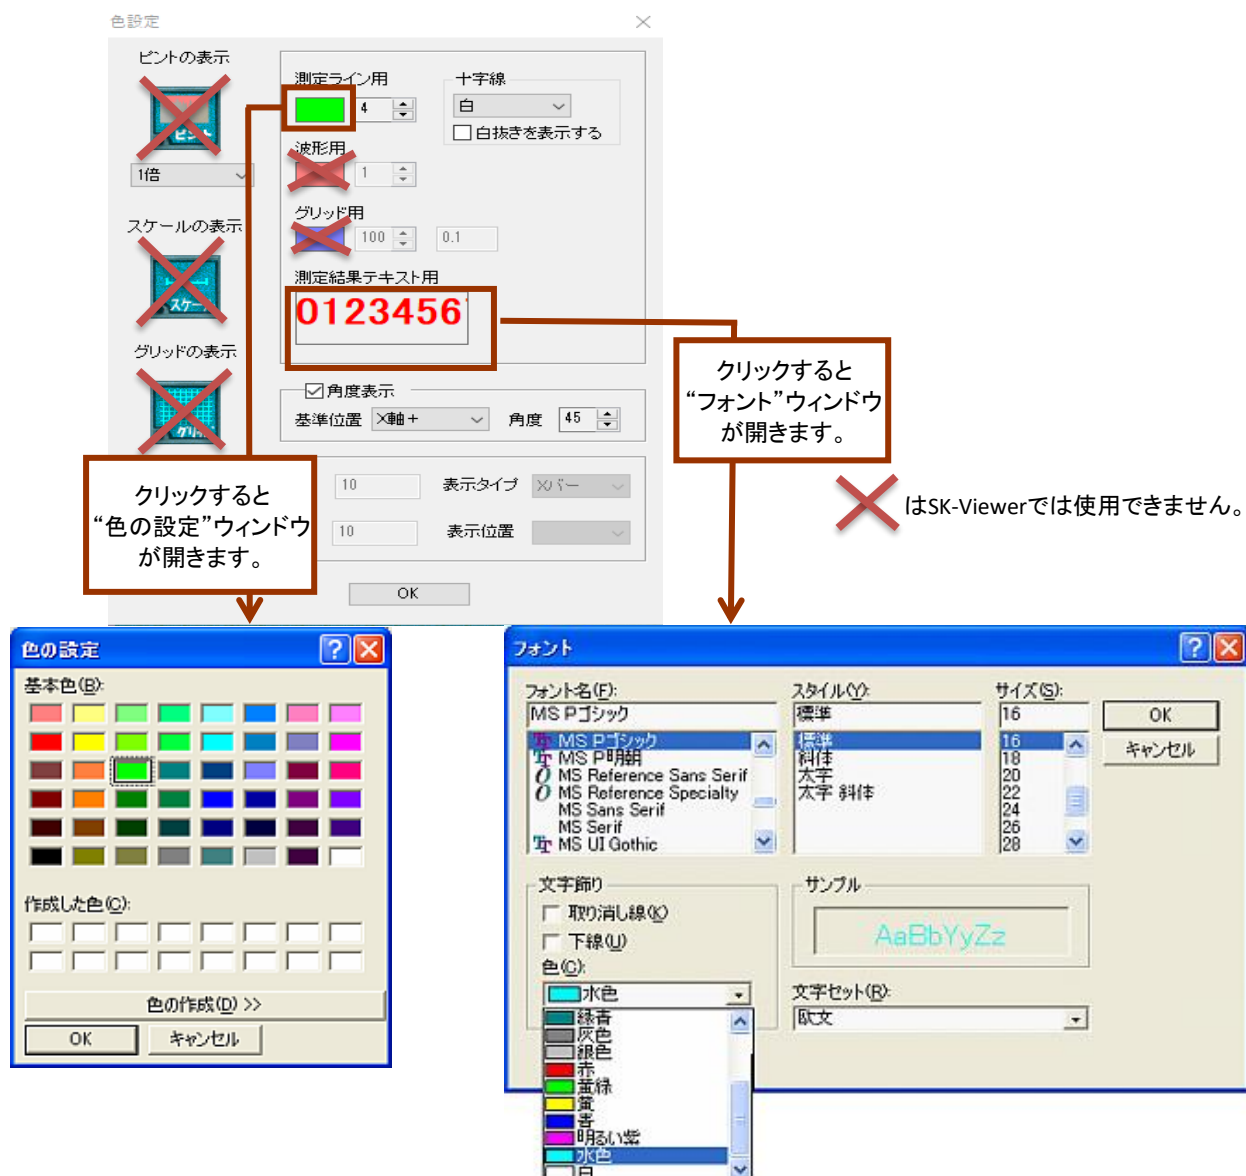 色設定
ピントの表示
ピント
1倍
スケールの表示
スケール
グリッドの表示
グリッド
測定ライン用
4
十字線
白
白抜きを表示する
波形用
1
グリッド用
100
0.1
測定結果テキスト用
0123456
角度表示
基準位置
X軸+
角度
45
10
表示タイプ
Xバー
10
表示位置
OK
クリックすると
“色の設定”ウィンドウ
が開きます。
クリックすると
“フォント”ウィンドウ
が開きます。
はSK-Viewerでは使用できません。
色の設定
基本色(B):
作成した色(C):
色の作成(D) >>
OK
キャンセル
フォント
フォント名(F):
MS Pゴシック
MS Pゴシック
MS P明朝
MS Reference Sans Serif
MS Reference Specialty
MS Sans Serif
MS Serif
MS UI Gothic
スタイル(Y):
標準
標準
斜体
太字
太字 斜体
サイズ(S):
16
16
18
20
22
24
26
28
OK
キャンセル
文字飾り
取り消し線(K)
下線(U)
色(C):
水色
緑青
灰色
銀色
赤
黄緑
黄
青
明るい紫
水色
白
サンプル
AaBbYyZz
文字セット(R):
欧文